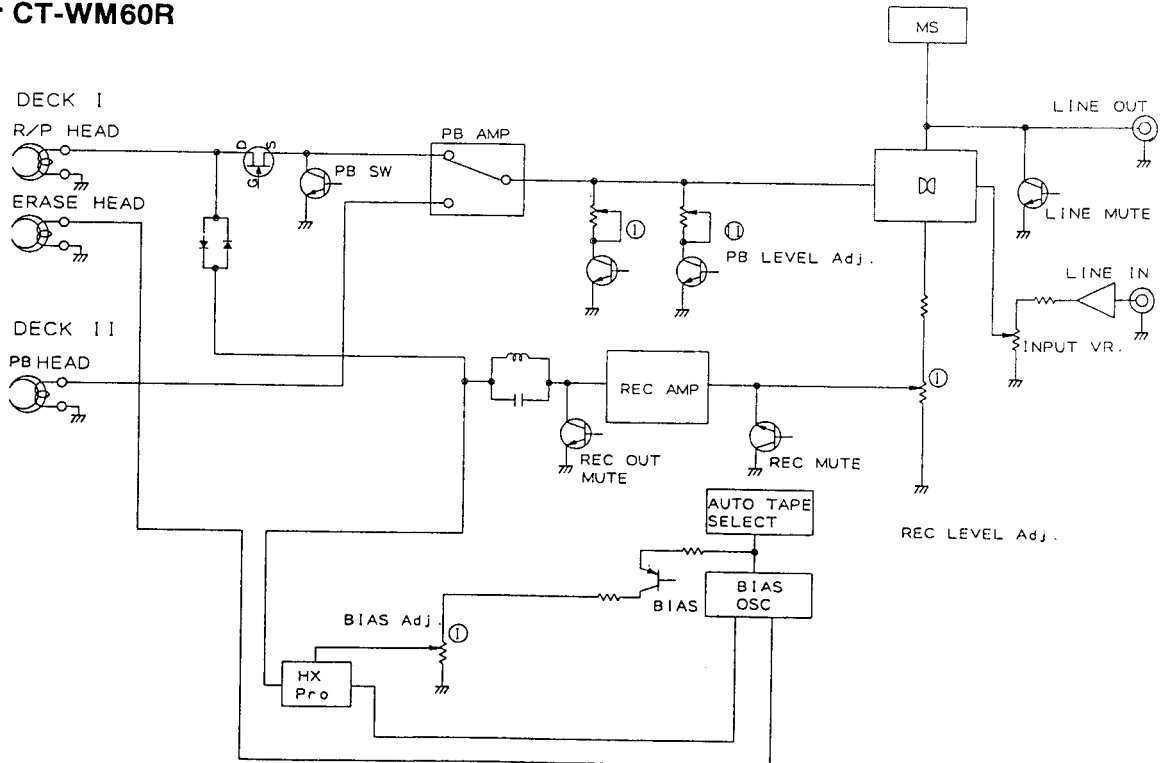 CT-WM60R
MS
DECK I
R/P HEAD
ERASE HEAD
DECK II
PB HEAD
D
S
G
PB SW
PB AMP
I
II
PB LEVEL Adj.
LINE OUT
LINE MUTE
LINE IN
INPUT VR.
REC AMP
REC OUT
MUTE
REC MUTE
I
REC LEVEL Adj.
AUTO TAPE
SELECT
BIAS
BIAS
OSC
BIAS Adj.
I
HX
Pro